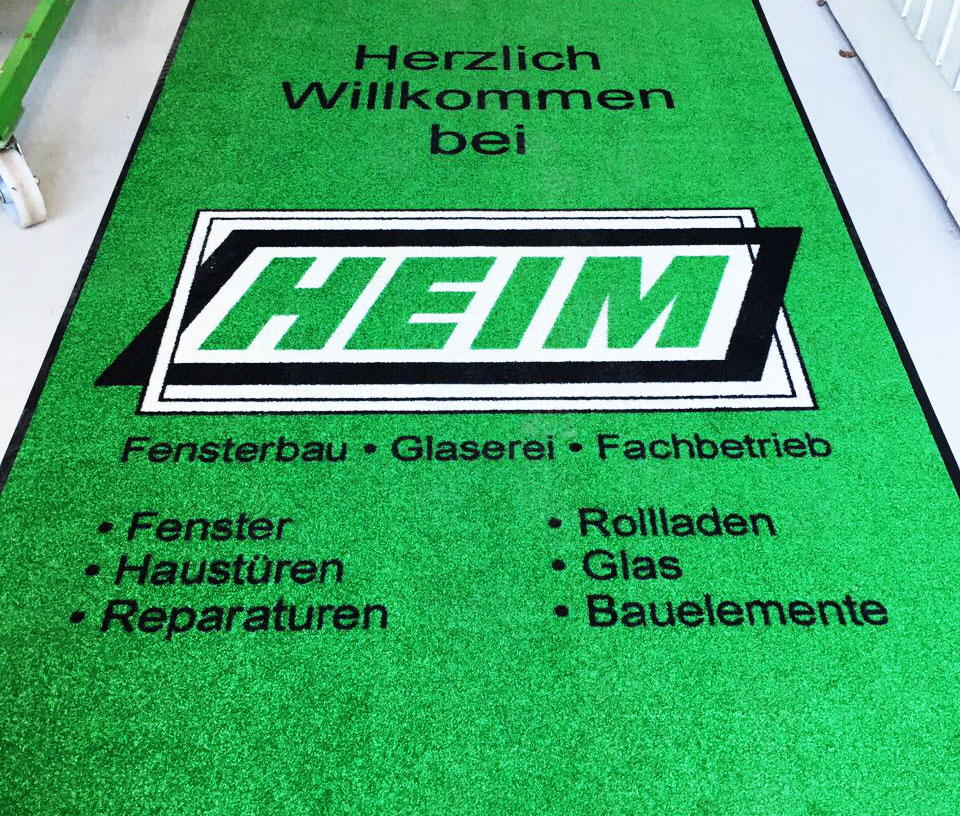 Herzlich
Willkommen
bei
HEIM
Fensterbau • Glaserei • Fachbetrieb
• Fenster
• Haustüren
• Reparaturen
• Rollladen
• Glas
• Bauelemente